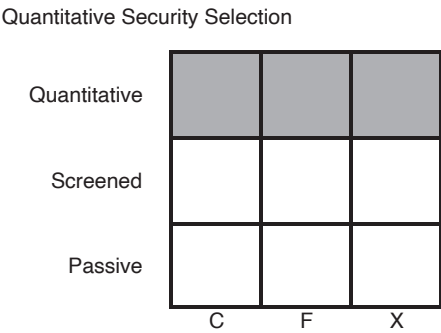 Quantitative Security Selection
Quantitative
Screened
Passive
C F X